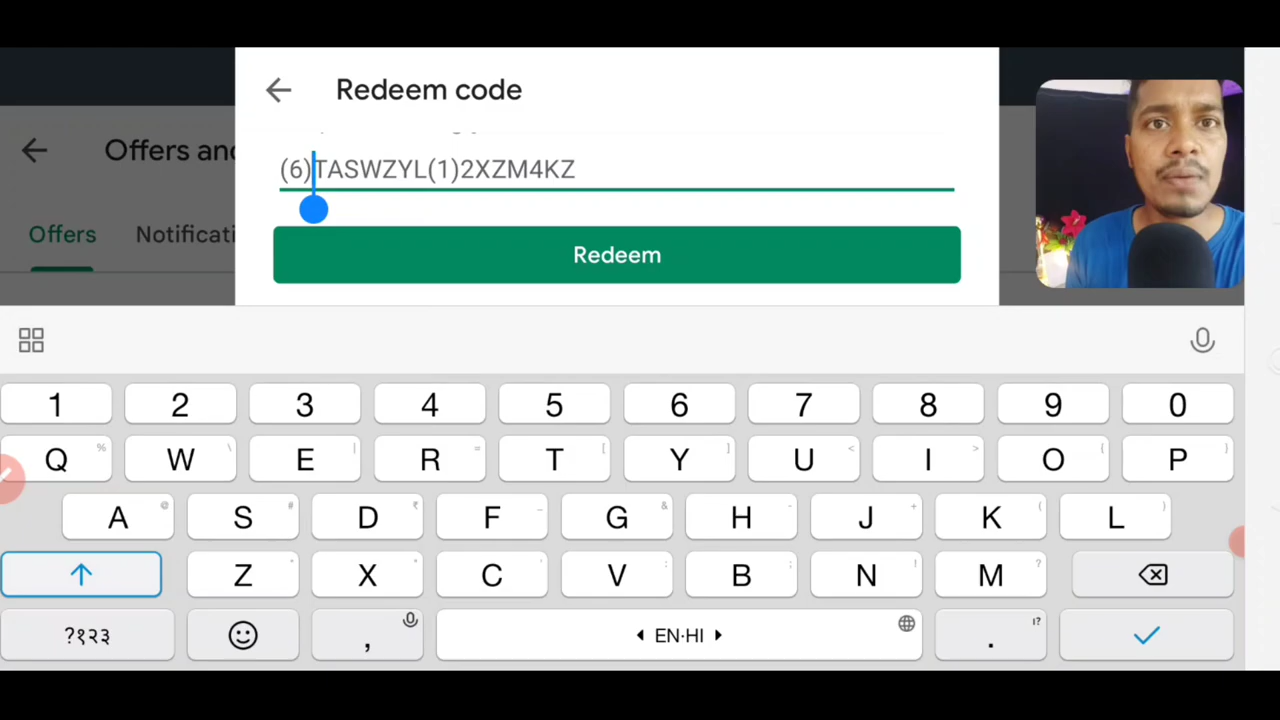 Redeem code
Offers and
(6)TASWZYL(1)2XZM4KZ
Offers
Notificati
Redeem
1 2 3 4 5 6 7 8 9 0
Q W E R T Y U I O P
A S D F G H J K L
Z X C V B N M
?१२३ , EN·HI .